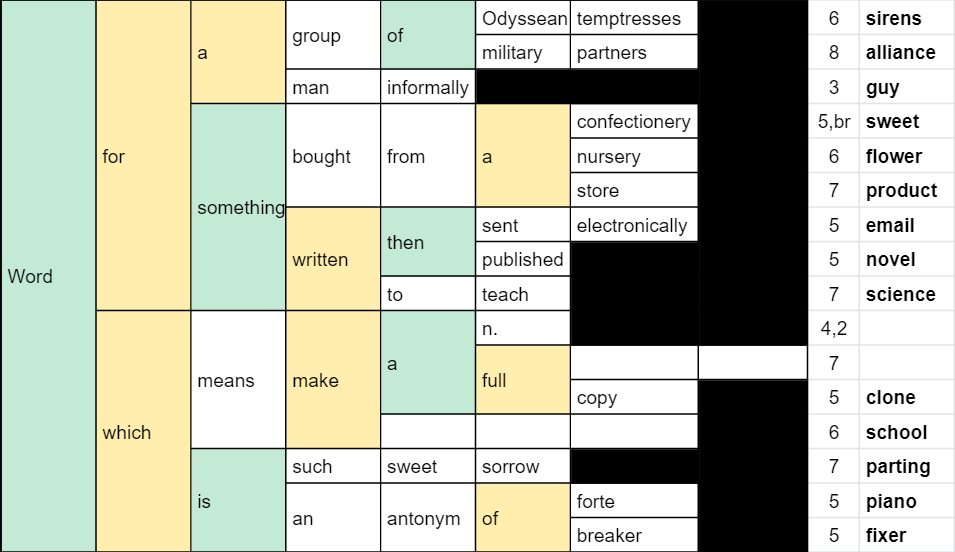 Word for a group of Odyssean temptresses 6 sirens
military partners 8 alliance
man informally 3 guy
something bought from a confectionery 5,br sweet
nursery 6 flower
store 7 product
written then sent electronically 5 email
published 5 novel
to teach 7 science
which means make a n. 4,2
full 7
copy 5 clone
6 school
is such sweet sorrow 7 parting
an antonym of forte 5 piano
breaker 5 fixer